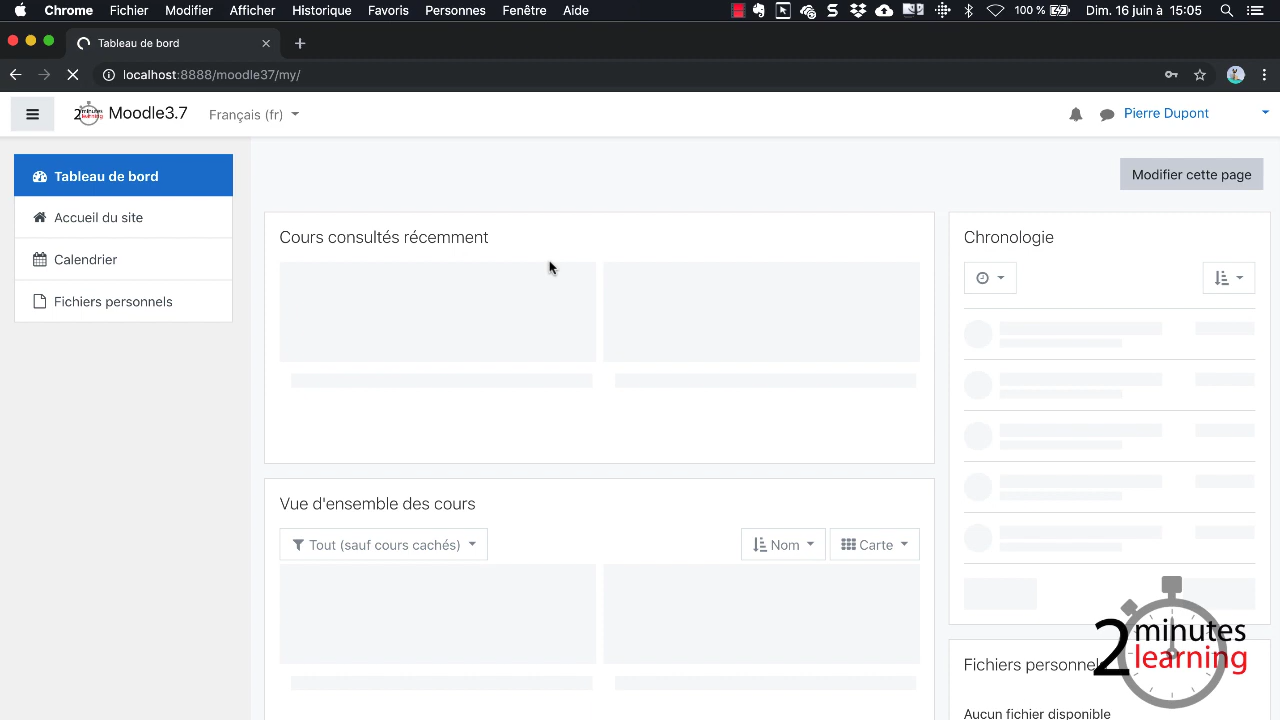 Chrome Fichier Modifier Afficher Historique Favoris Personnes Fenêtre Aide 100 % Dim. 16 juin à 15:05
Tableau de bord
localhost:8888/moodle37/my/
2 minutes learning Moodle3.7 Français (fr) Pierre Dupont
Tableau de bord
Accueil du site
Calendrier
Fichiers personnels
Modifier cette page
Cours consultés récemment
Vue d'ensemble des cours
Tout (sauf cours cachés) Nom Carte
Chronologie
Fichiers personnels
Aucun fichier disponible
2 minutes
learning